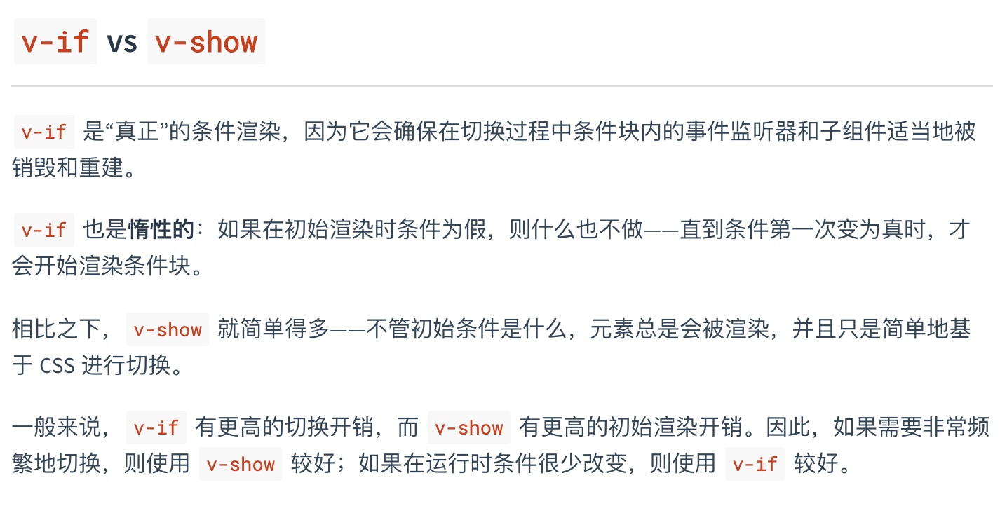 v-if vs v-show
v-if 是“真正”的条件渲染，因为它会确保在切换过程中条件块内的事件监听器和子组件适当地被
销毁和重建。
v-if 也是惰性的：如果在初始渲染时条件为假，则什么也不做——直到条件第一次变为真时，才
会开始渲染条件块。
相比之下，v-show 就简单得多——不管初始条件是什么，元素总是会被渲染，并且只是简单地基
于 CSS 进行切换。
一般来说，v-if 有更高的切换开销，而 v-show 有更高的初始渲染开销。因此，如果需要非常频
繁地切换，则使用 v-show 较好；如果在运行时条件很少改变，则使用 v-if 较好。